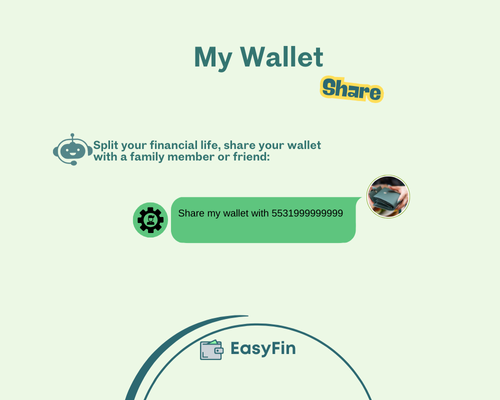 My Wallet
Share
Split your financial life, share your wallet
with a family member or friend:
Share my wallet with 5531999999999
EasyFin